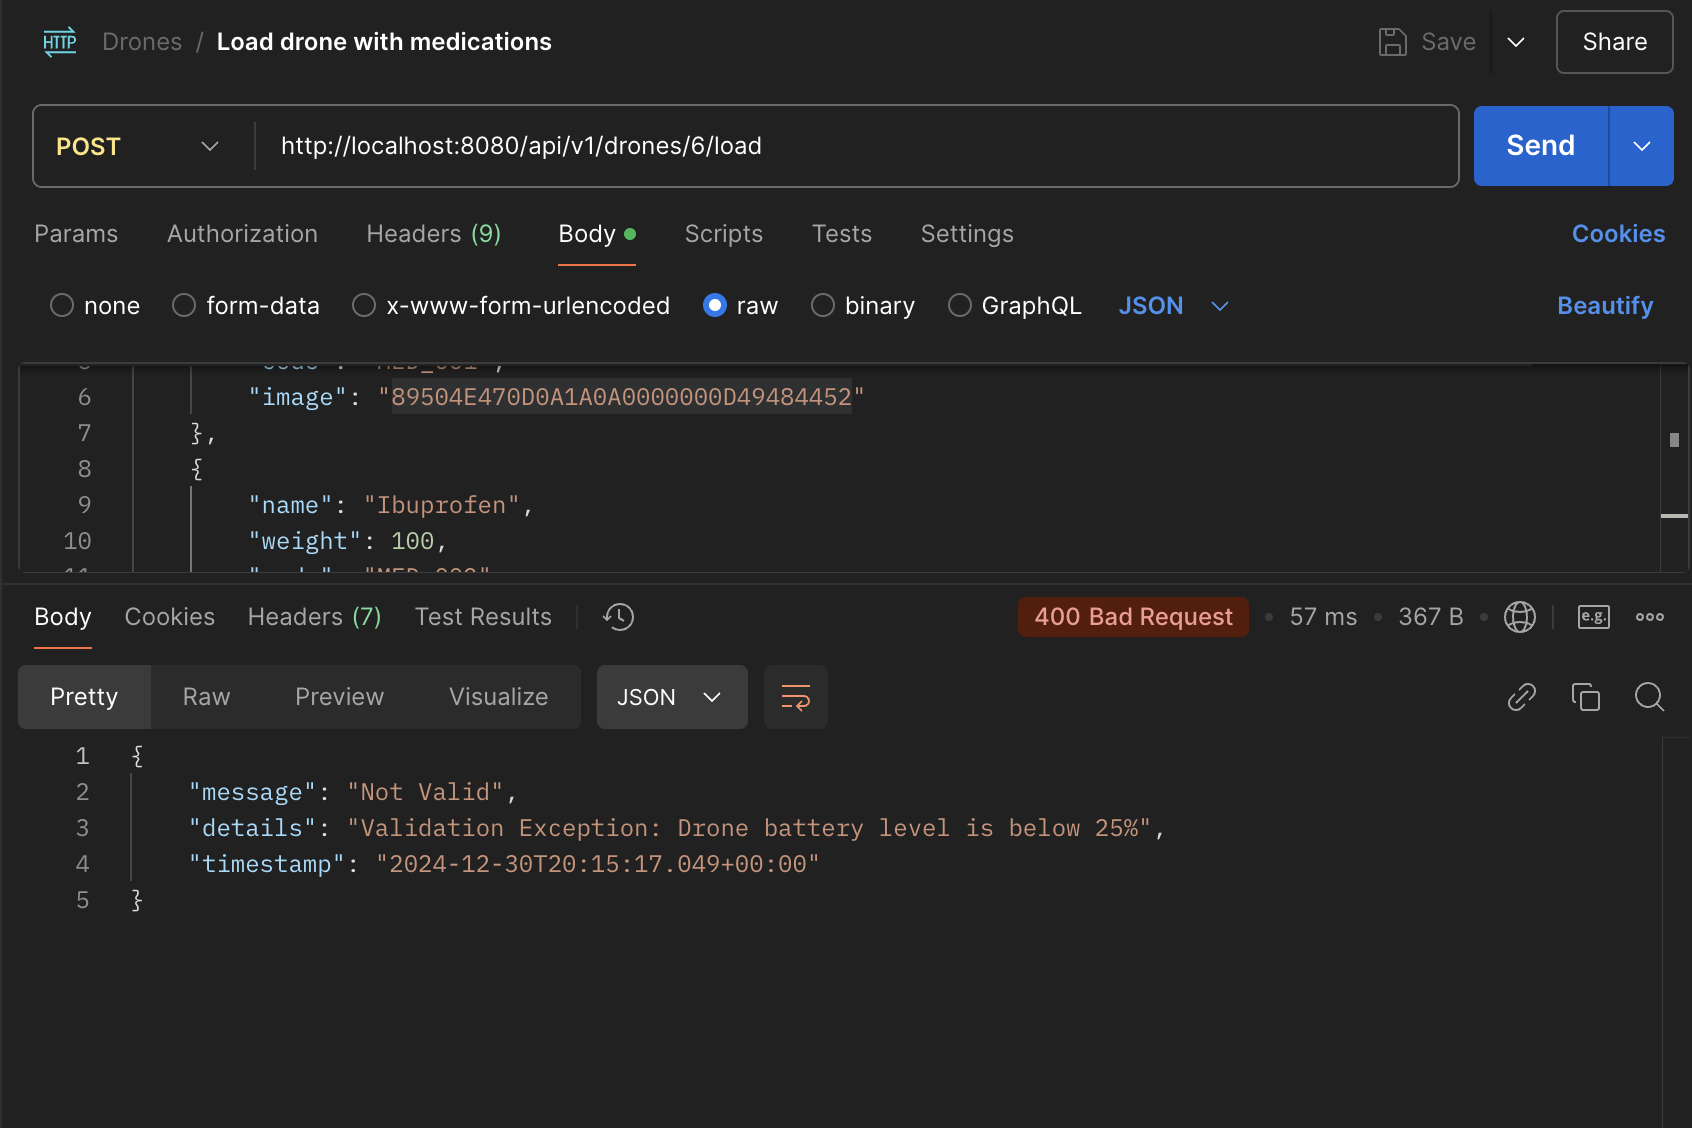 HTTP Drones / Load drone with medications Save Share
POST http://localhost:8080/api/v1/drones/6/load Send
Params Authorization Headers (9) Body Scripts Tests Settings Cookies
none form-data x-www-form-urlencoded raw binary GraphQL JSON Beautify
6 "image": "89504E470D0A1A0A0000000D49484452"
7 },
8 {
9 "name": "Ibuprofen",
10 "weight": 100,
Body Cookies Headers (7) Test Results 400 Bad Request • 57 ms • 367 B • e.g.
Pretty Raw Preview Visualize JSON
1 {
2 "message": "Not Valid",
3 "details": "Validation Exception: Drone battery level is below 25%",
4 "timestamp": "2024-12-30T20:15:17.049+00:00"
5 }